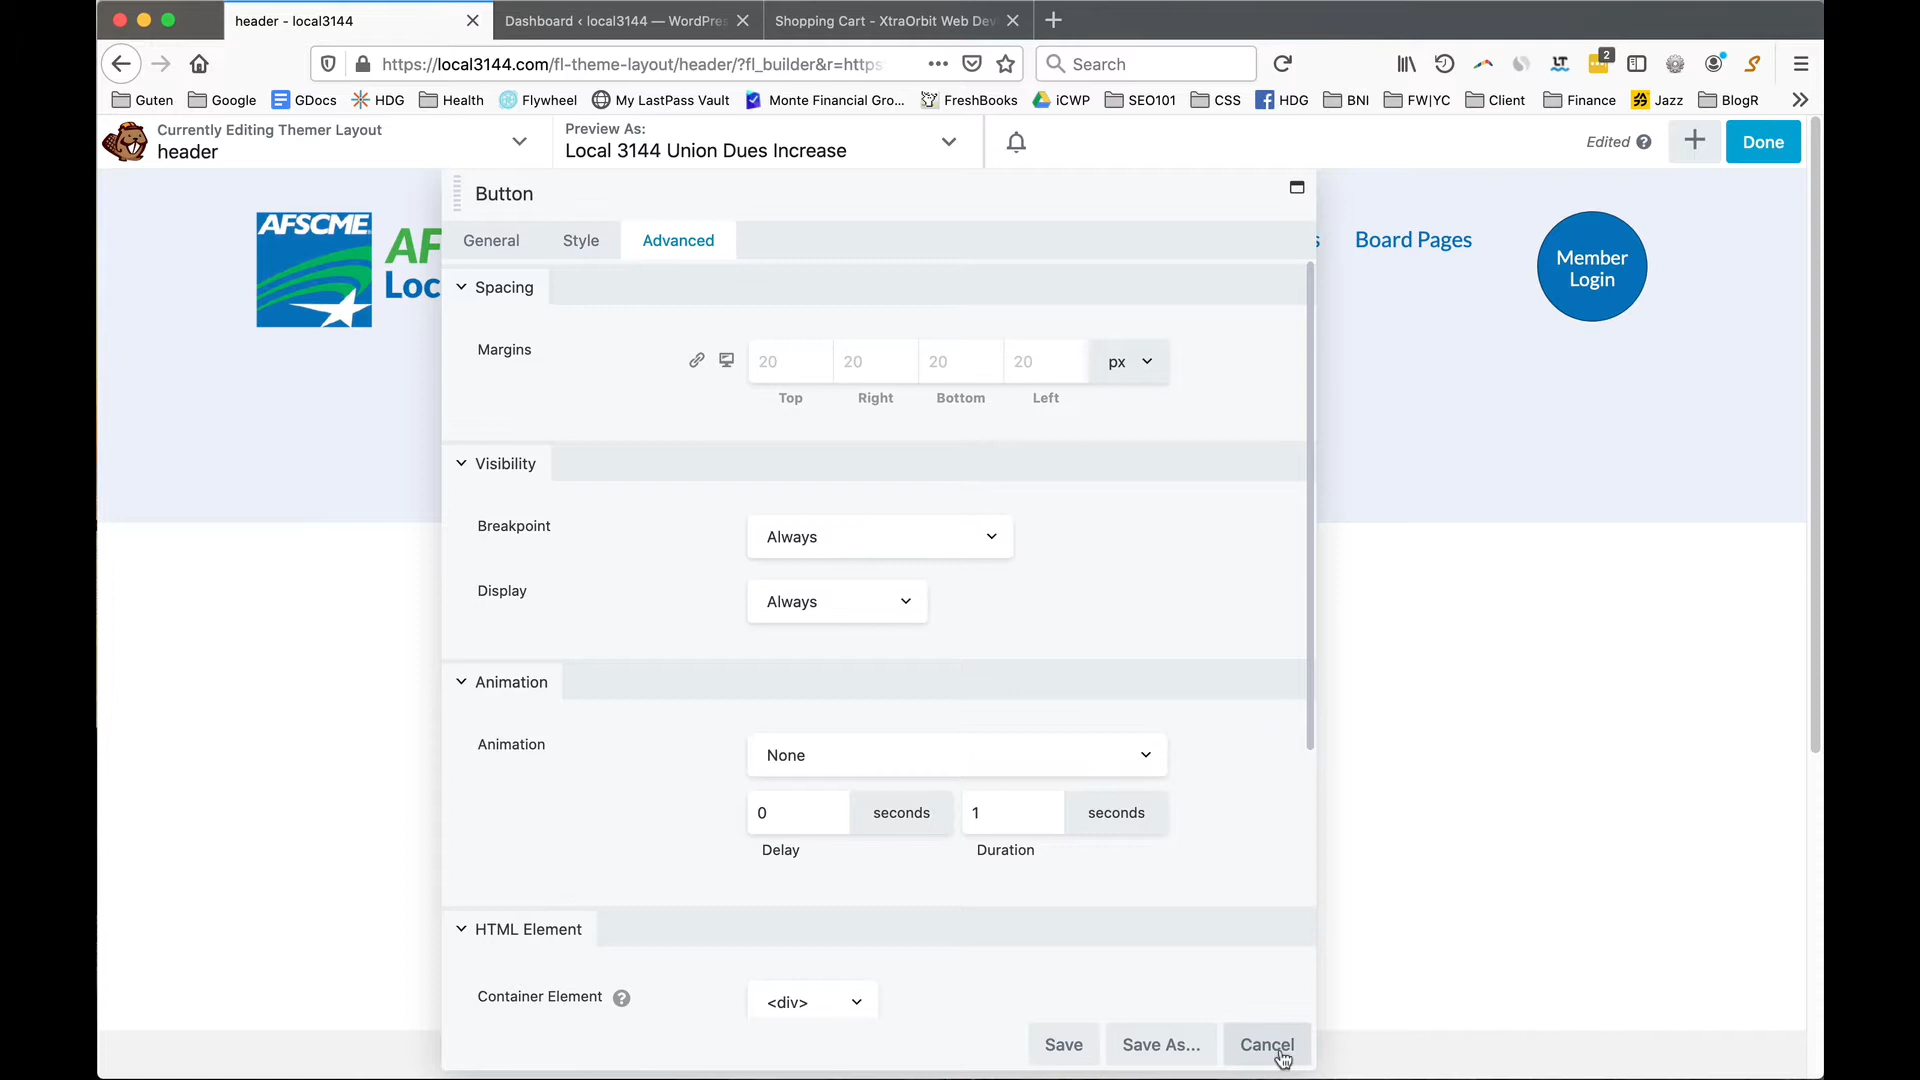 header - local3144
Dashboard ‹ local3144 — WordPres
Shopping Cart - XtraOrbit Web Dev
https://local3144.com/fl-theme-layout/header/?fl_builder&r=https
Search
2
Guten
Google
GDocs
HDG
Health
Flywheel
My LastPass Vault
Monte Financial Gro...
FreshBooks
iCWP
SEO101
CSS
HDG
BNI
FW|YC
Client
Finance
Jazz
BlogR
Currently Editing Themer Layout
header
Preview As:
Local 3144 Union Dues Increase
Edited
Done
AFSCME
AF
Loc
Button
General
Style
Advanced
s
Board Pages
Member
Login
Spacing
Margins
20
20
20
20
px
Top
Right
Bottom
Left
Visibility
Breakpoint
Always
Display
Always
Animation
Animation
None
0
seconds
1
seconds
Delay
Duration
HTML Element
Container Element
<div>
Save
Save As...
Cancel